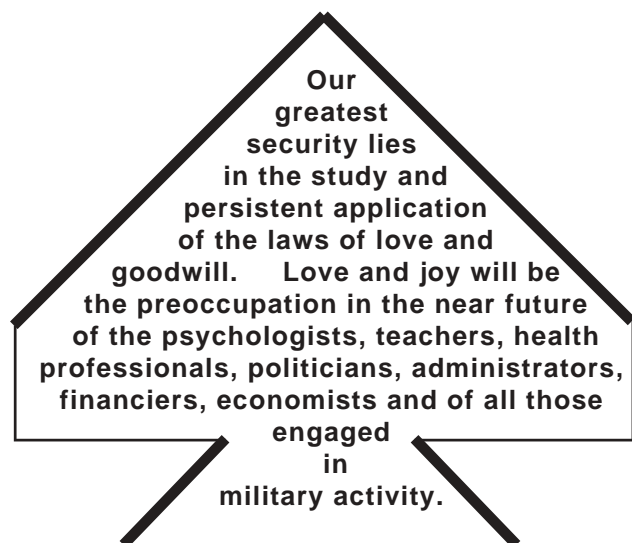 Our
greatest
security lies
in the study and
persistent application
of the laws of love and
goodwill. Love and joy will be
the preoccupation in the near future
of the psychologists, teachers, health
professionals, politicians, administrators,
financiers, economists and of all those
engaged
in
military activity.